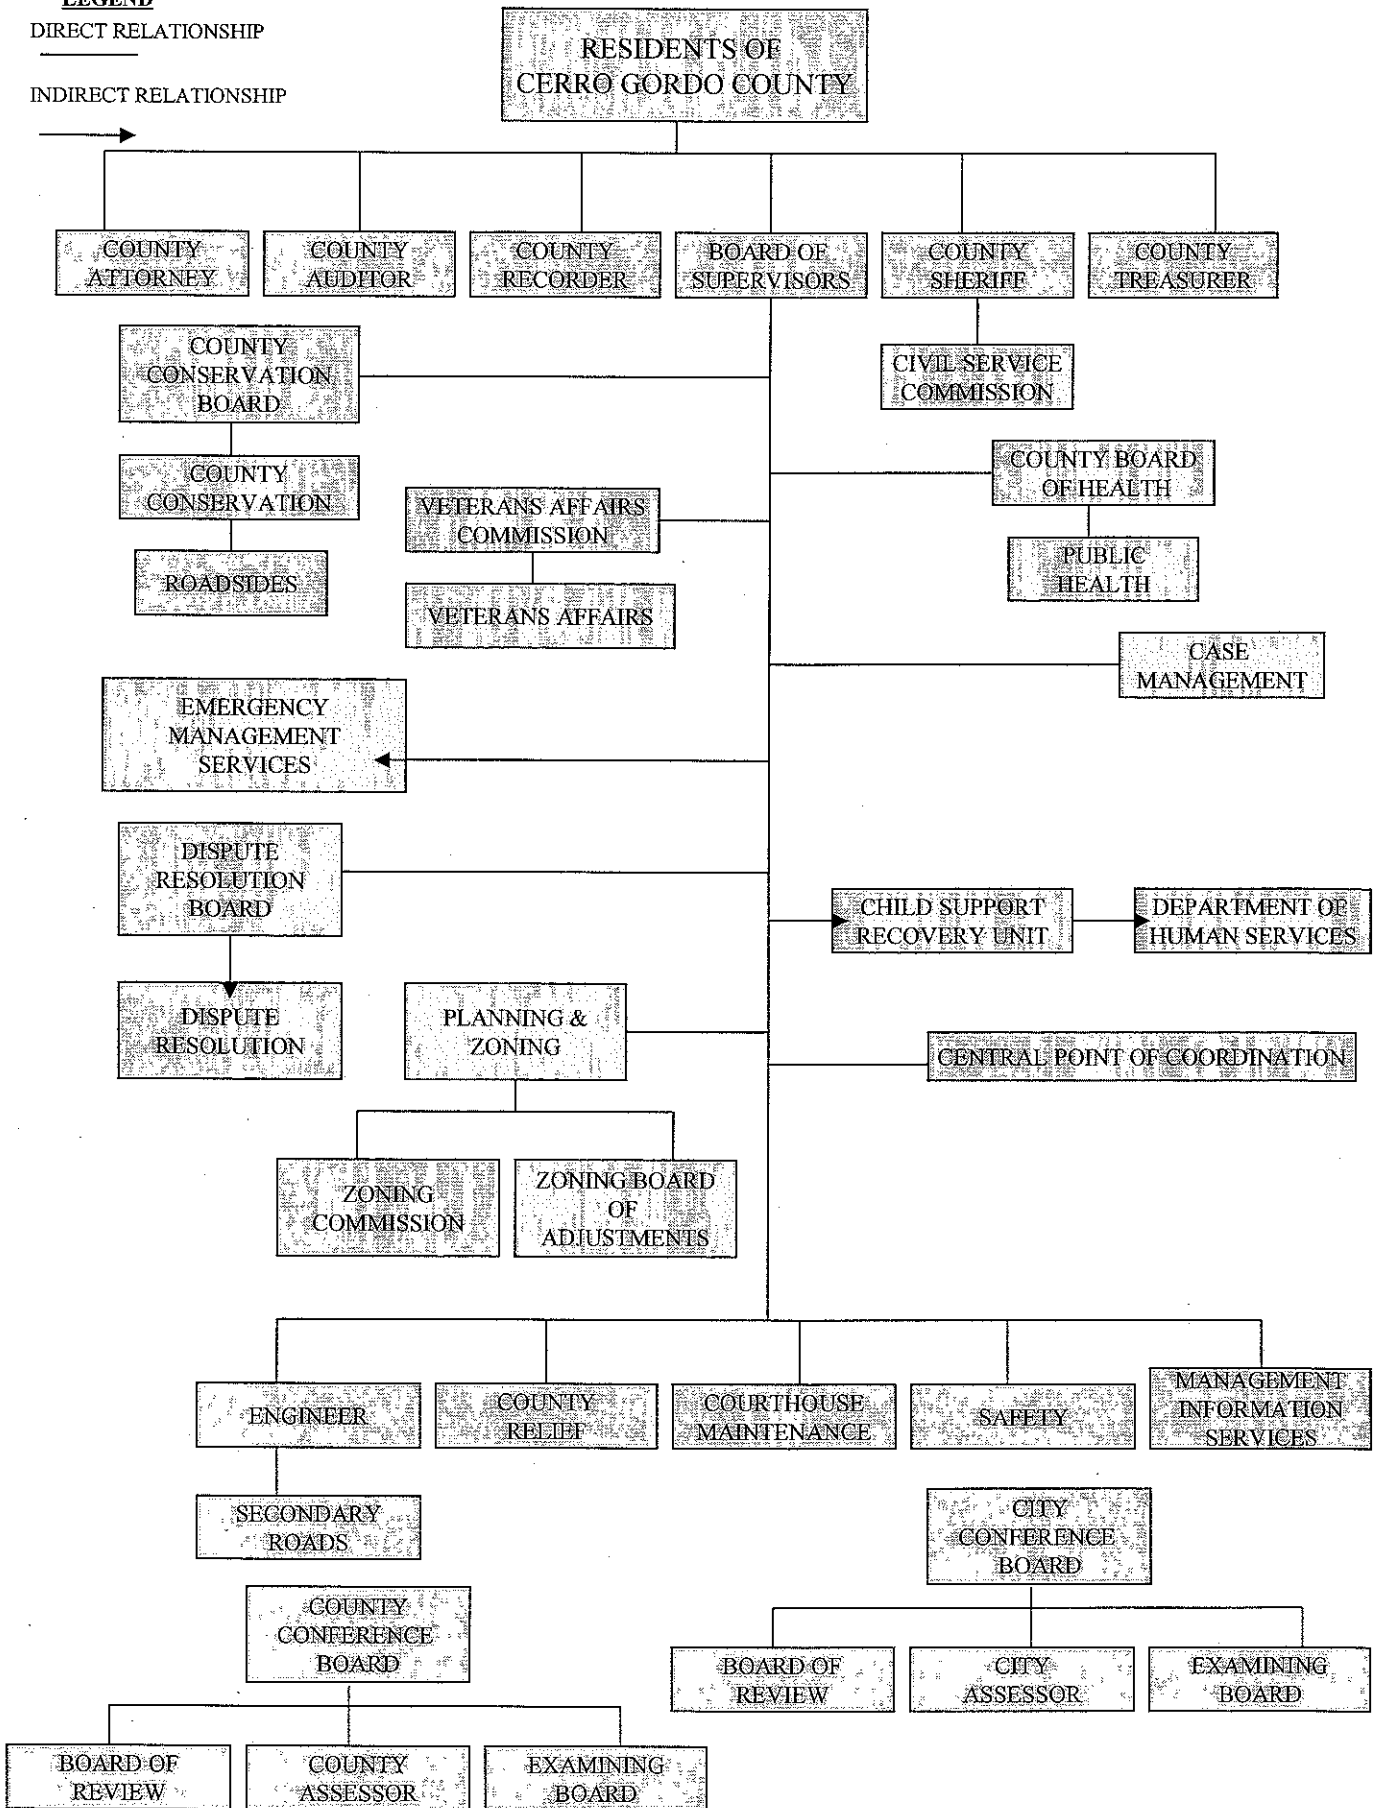 LEGEND
DIRECT RELATIONSHIP
INDIRECT RELATIONSHIP
RESIDENTS OF
CERRO GORDO COUNTY
COUNTY
ATTORNEY
COUNTY
AUDITOR
COUNTY
RECORDER
BOARD OF
SUPERVISORS
COUNTY
SHERIFF
COUNTY
TREASURER
COUNTY
CONSERVATION
BOARD
CIVIL SERVICE
COMMISSION
COUNTY
CONSERVATION
ROADSIDES
VETERANS AFFAIRS
COMMISSION
VETERANS AFFAIRS
COUNTY BOARD
OF HEALTH
PUBLIC
HEALTH
CASE
MANAGEMENT
EMERGENCY
MANAGEMENT
SERVICES
DISPUTE
RESOLUTION
BOARD
CHILD SUPPORT
RECOVERY UNIT
DEPARTMENT OF
HUMAN SERVICES
DISPUTE
RESOLUTION
PLANNING &
ZONING
CENTRAL POINT OF COORDINATION
ZONING
COMMISSION
ZONING BOARD
OF
ADJUSTMENTS
ENGINEER
COUNTY
RELIEF
COURTHOUSE
MAINTENANCE
SAFETY
MANAGEMENT
INFORMATION
SERVICES
SECONDARY
ROADS
CITY
CONFERENCE
BOARD
COUNTY
CONFERENCE
BOARD
BOARD OF
REVIEW
CITY
ASSESSOR
EXAMINING
BOARD
BOARD OF
REVIEW
COUNTY
ASSESSOR
EXAMINING
BOARD